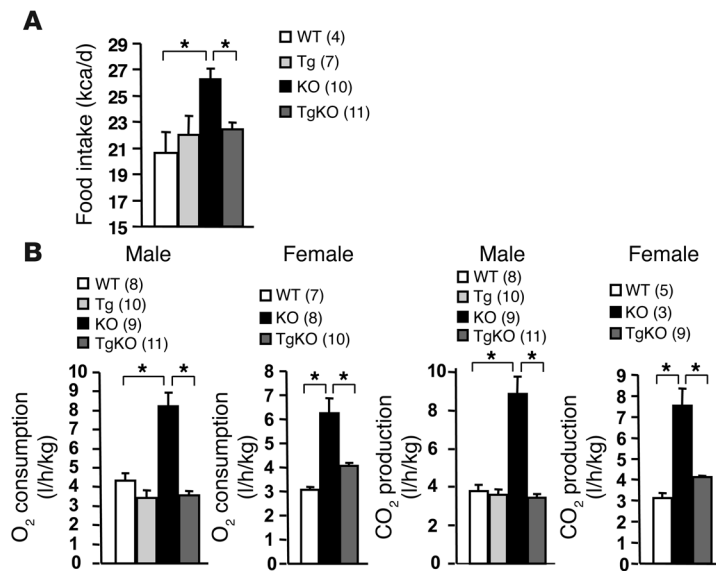 A
Food intake (kca/d)
29
27
25
23
21
19
17
15
* *
WT (4)
Tg (7)
KO (10)
TgKO (11)
B
Male
WT (8)
Tg (10)
KO (9)
TgKO (11)
O2 consumption
(l/h/kg)
10
9
8
7
6
5
4
3
2
1
0
* *
Female
WT (7)
KO (8)
TgKO (10)
O2 consumption
(l/h/kg)
8
7
6
5
4
3
2
1
0
* *
Male
WT (8)
Tg (10)
KO (9)
TgKO (11)
CO2 production
(l/h/kg)
10
8
6
4
2
0
* *
Female
WT (5)
KO (3)
TgKO (9)
CO2 production
(l/h/kg)
9
8
7
6
5
4
3
2
1
0
* *